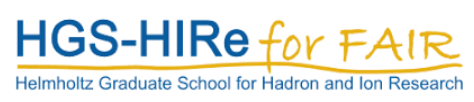 HGS-HIRe for FAIR
Helmholtz Graduate School for Hadron and Ion Research